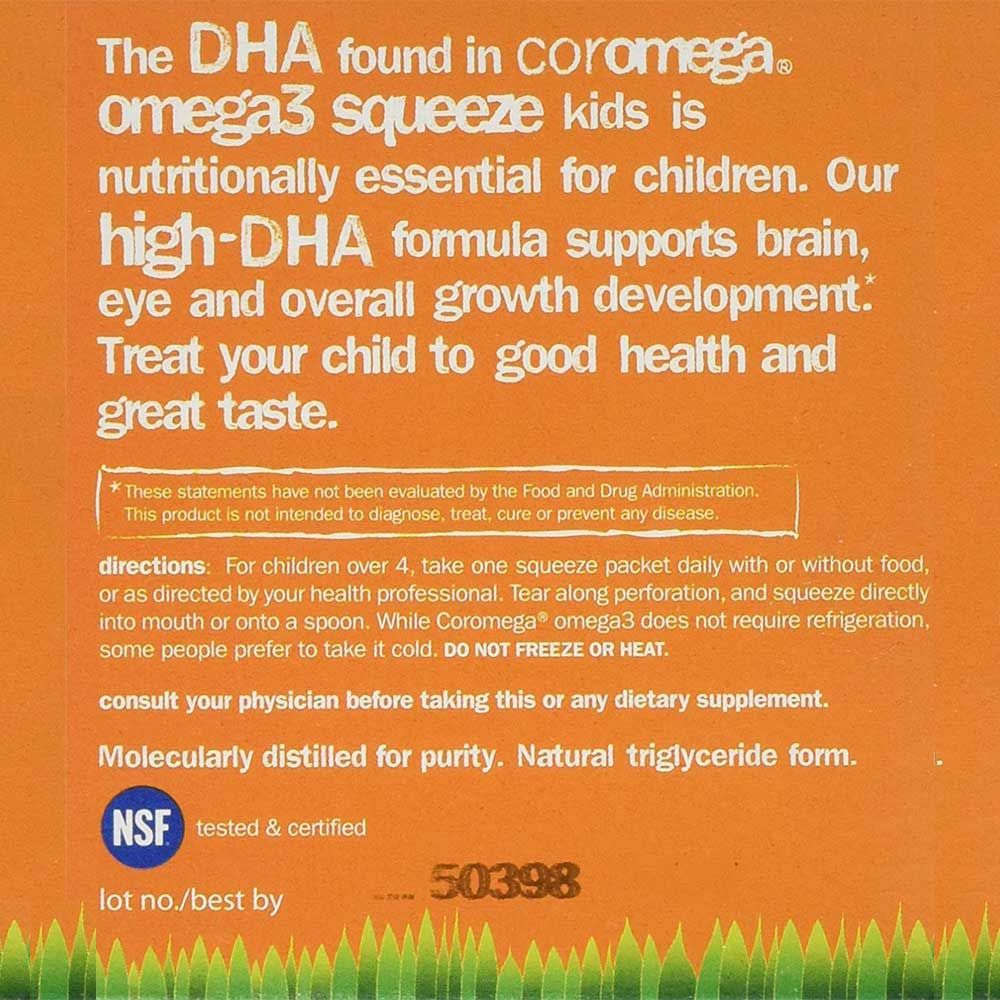 The DHA found in coromega®
omega3 squeeze kids is
nutritionally essential for children. Our
high-DHA formula supports brain,
eye and overall growth development.*
Treat your child to good health and
great taste.
* These statements have not been evaluated by the Food and Drug Administration.
This product is not intended to diagnose, treat, cure or prevent any disease.
directions: For children over 4, take one squeeze packet daily with or without food,
or as directed by your health professional. Tear along perforation, and squeeze directly
into mouth or onto a spoon. While Coromega® omega3 does not require refrigeration,
some people prefer to take it cold. DO NOT FREEZE OR HEAT.
consult your physician before taking this or any dietary supplement.
Molecularly distilled for purity. Natural triglyceride form.
NSF tested & certified
50398
lot no./best by